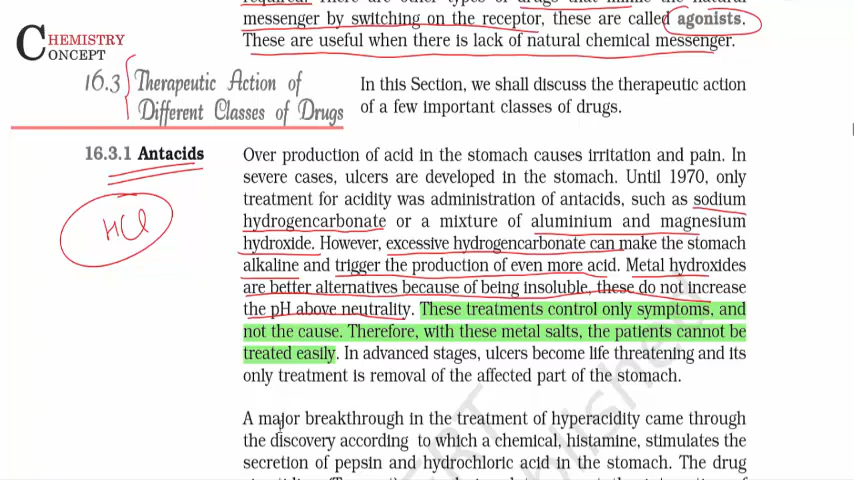 messenger by switching on the receptor, these are called agonists.
These are useful when there is lack of natural chemical messenger.
CHEMISTRY
CONCEPT
16.3 Therapeutic Action of
Different Classes of Drugs
In this Section, we shall discuss the therapeutic action
of a few important classes of drugs.
16.3.1 Antacids
HCl
Over production of acid in the stomach causes irritation and pain. In
severe cases, ulcers are developed in the stomach. Until 1970, only
treatment for acidity was administration of antacids, such as sodium
hydrogencarbonate or a mixture of aluminium and magnesium
hydroxide. However, excessive hydrogencarbonate can make the stomach
alkaline and trigger the production of even more acid. Metal hydroxides
are better alternatives because of being insoluble, these do not increase
the pH above neutrality. These treatments control only symptoms, and
not the cause. Therefore, with these metal salts, the patients cannot be
treated easily. In advanced stages, ulcers become life threatening and its
only treatment is removal of the affected part of the stomach.
A major breakthrough in the treatment of hyperacidity came through
the discovery according to which a chemical, histamine, stimulates the
secretion of pepsin and hydrochloric acid in the stomach. The drug